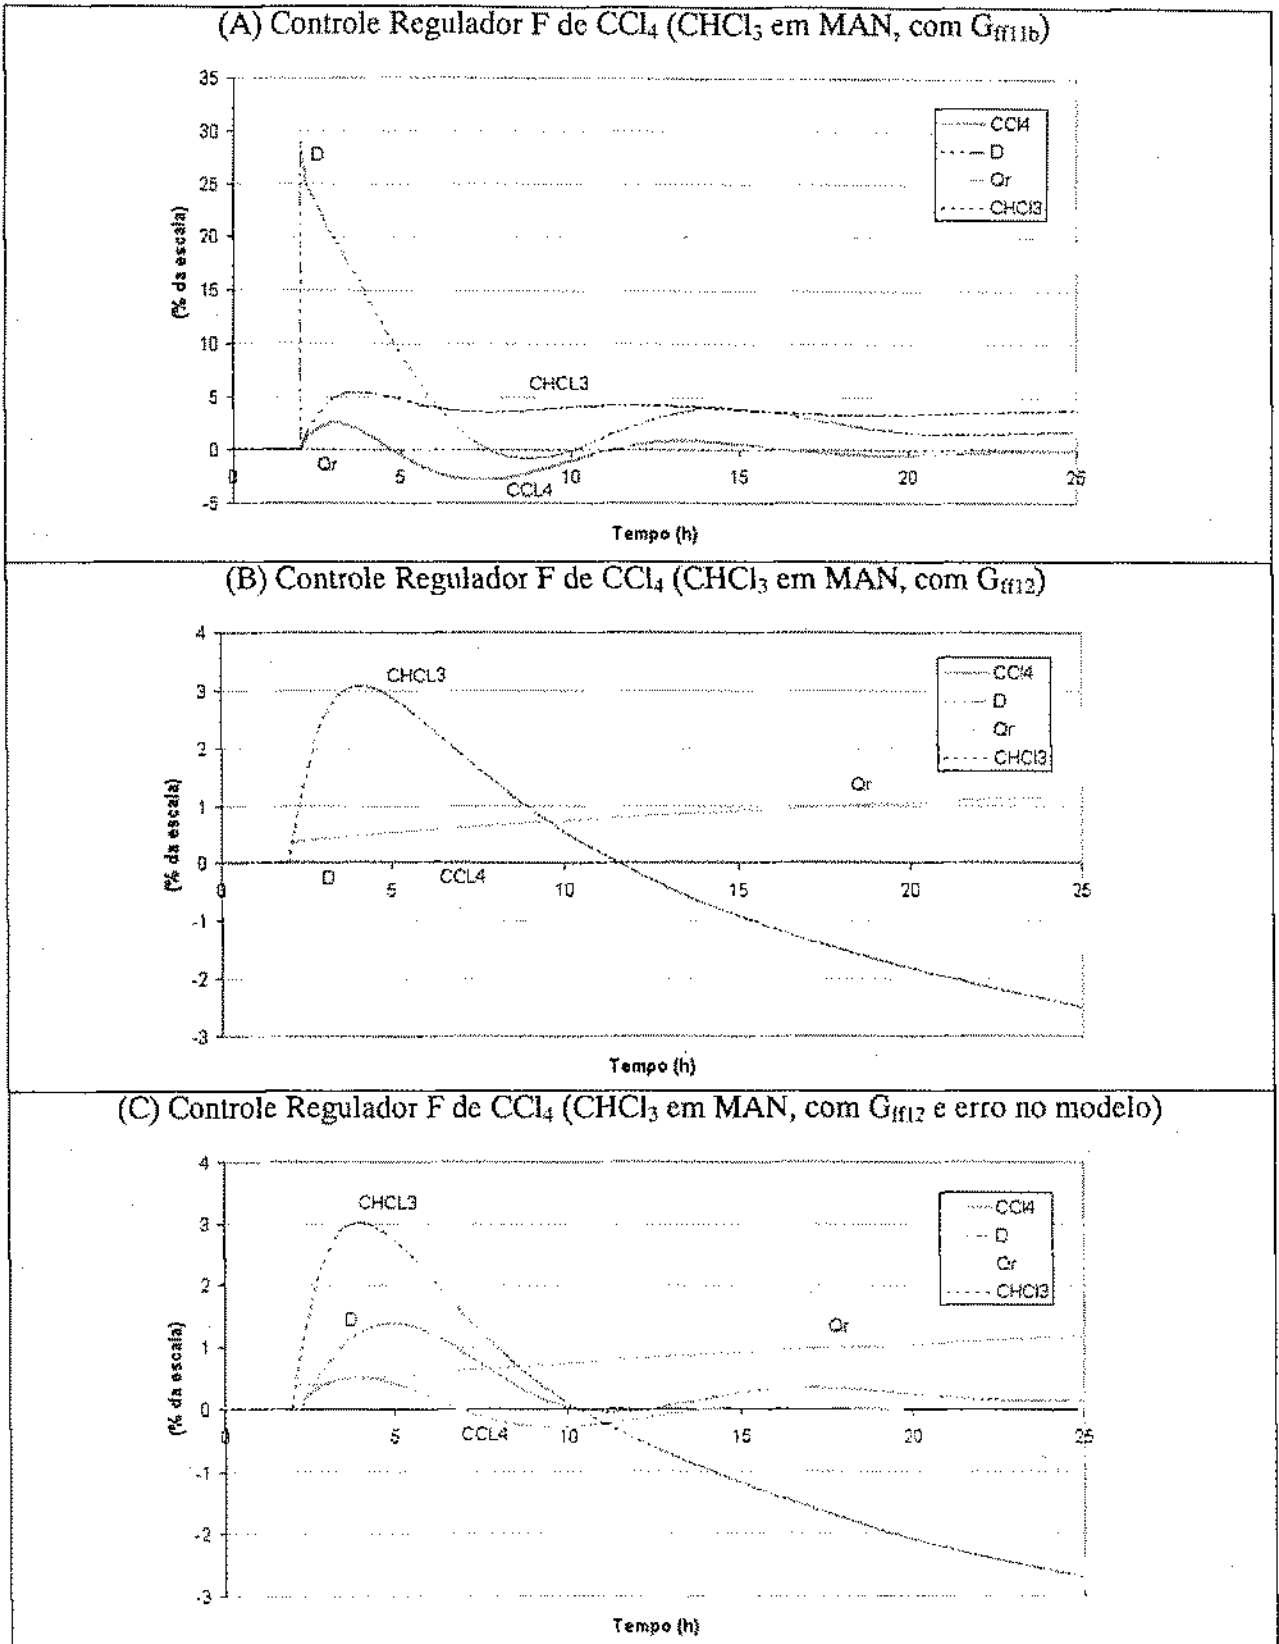 (A) Controle Regulador F de CCl₄ (CHCl₃ em MAN, com G_ff11b)
35
30
25
20
15
10
5
0
-5
(% da escala)
D
CHCL3
Qr
CCL4
CCl4
D
Qr
CHCl3
0
5
10
15
20
25
Tempo (h)
(B) Controle Regulador F de CCl₄ (CHCl₃ em MAN, com G_ff12)
4
3
2
1
0
-1
-2
-3
(% da escala)
CHCL3
Qr
D
CCL4
CCl4
D
Qr
CHCl3
0
5
10
15
20
25
Tempo (h)
(C) Controle Regulador F de CCl₄ (CHCl₃ em MAN, com G_ff12 e erro no modelo)
4
3
2
1
0
-1
-2
-3
(% da escala)
CHCL3
D
Qr
CCL4
CCl4
D
Qr
CHCl3
0
5
10
15
20
25
Tempo (h)